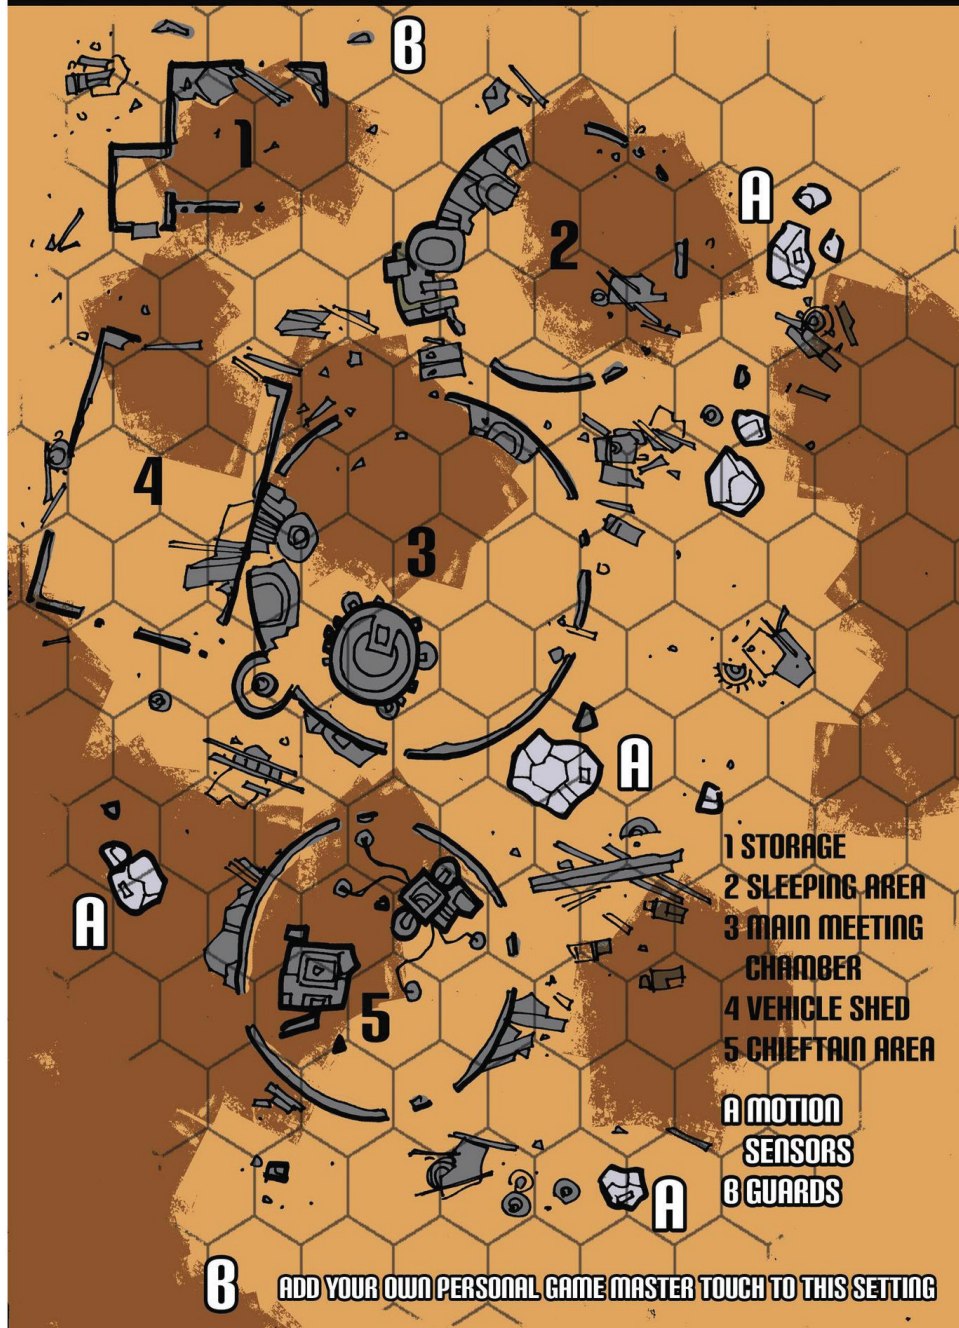 B
1
A
2
4
3
A
A
5
1 STORAGE
2 SLEEPING AREA
3 MAIN MEETING
CHAMBER
4 VEHICLE SHED
5 CHIEFTAIN AREA
A MOTION
SENSORS
B GUARDS
A
B
ADD YOUR OWN PERSONAL GAME MASTER TOUCH TO THIS SETTING